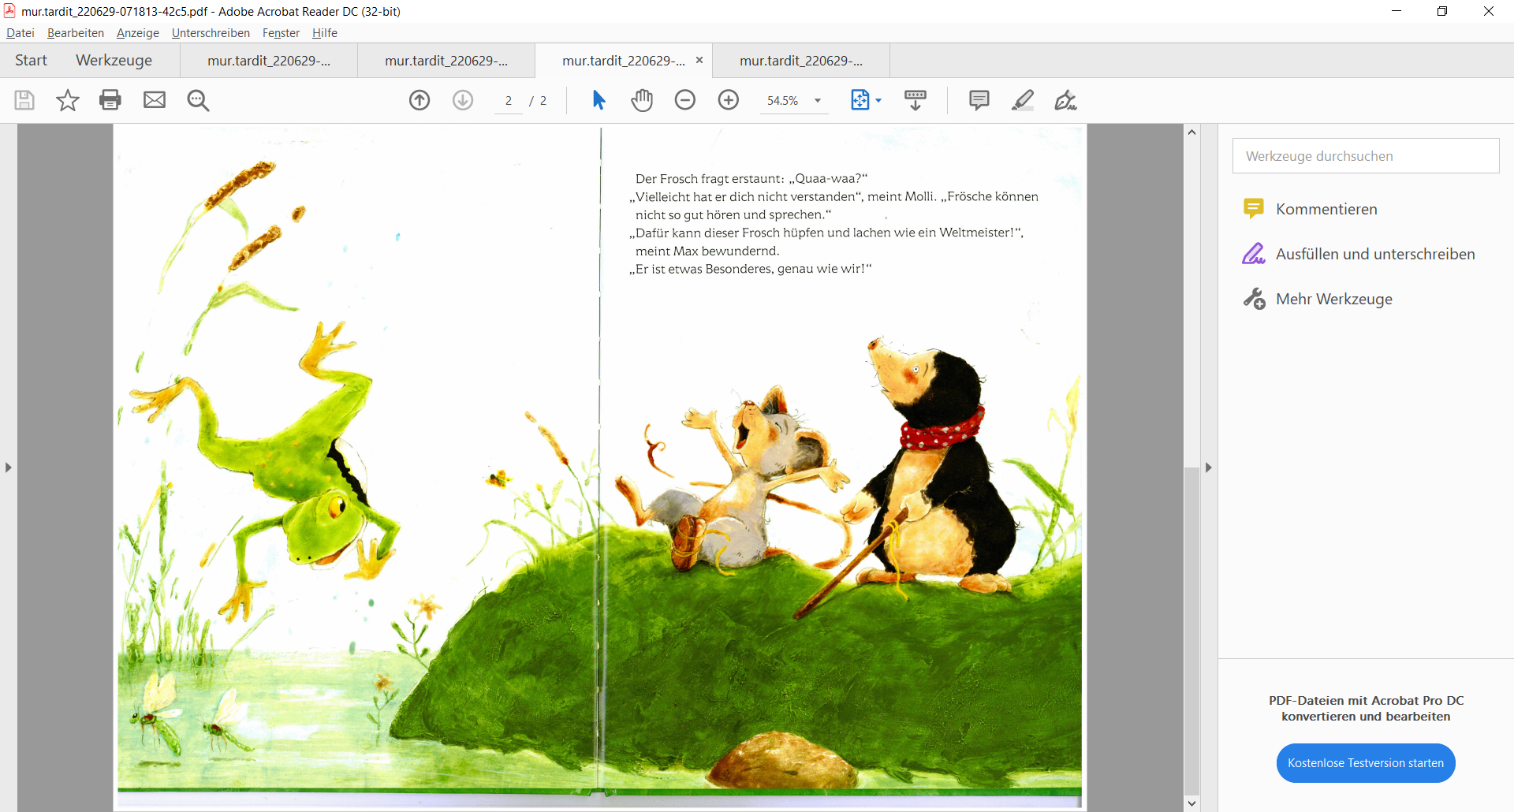 mur.tardit_220629-071813-42c5.pdf - Adobe Acrobat Reader DC (32-bit)
Datei Bearbeiten Anzeige Unterschreiben Fenster Hilfe
Start Werkzeuge mur.tardit_220629-... mur.tardit_220629-... mur.tardit_220629-... × mur.tardit_220629-...
2 / 2 54.5%
Der Frosch fragt erstaunt: „Quaa-waa?“
„Vielleicht hat er dich nicht verstanden“, meint Molli. „Frösche können
nicht so gut hören und sprechen.“
„Dafür kann dieser Frosch hüpfen und lachen wie ein Weltmeister!“,
meint Max bewundernd.
„Er ist etwas Besonderes, genau wie wir!“
Werkzeuge durchsuchen
Kommentieren
Ausfüllen und unterschreiben
Mehr Werkzeuge
PDF-Dateien mit Acrobat Pro DC
konvertieren und bearbeiten
Kostenlose Testversion starten